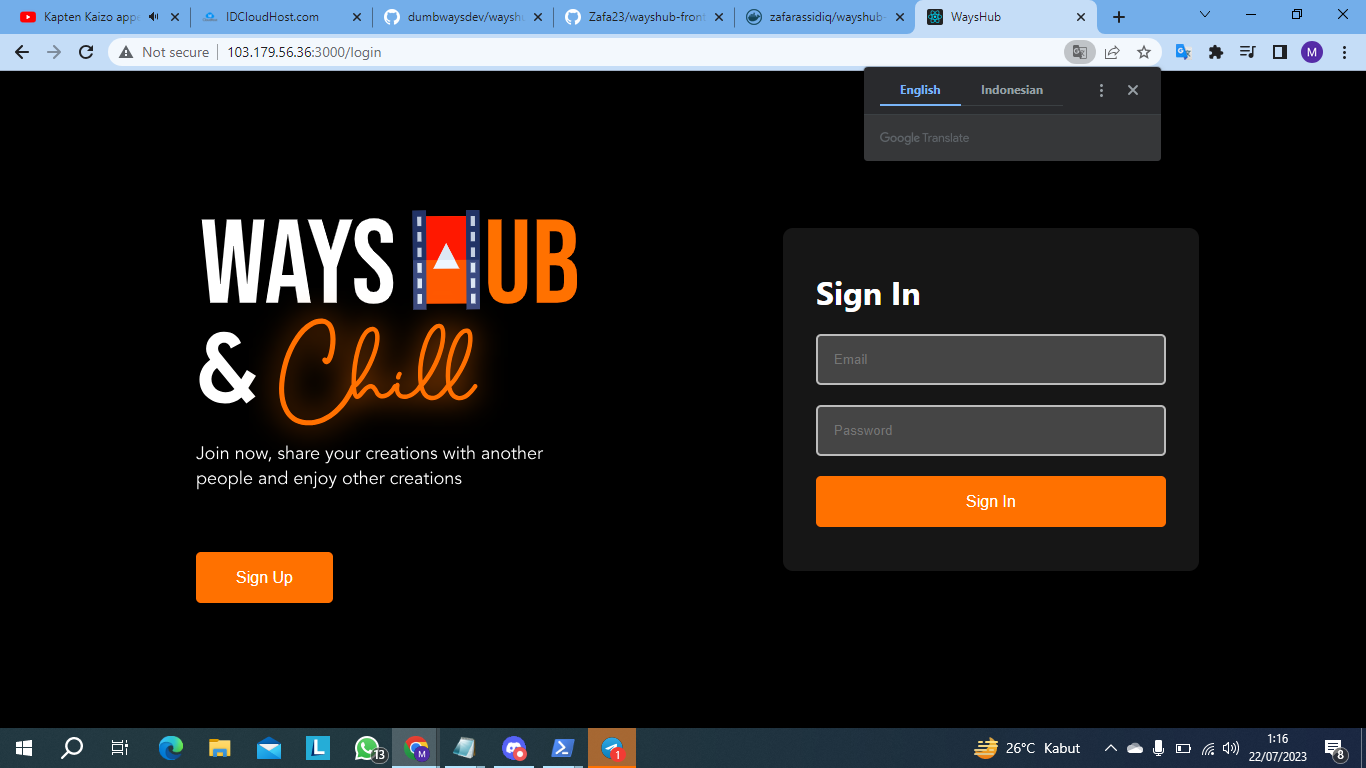 Kapten Kaizo app
IDCloudHost.com
dumbwaysdev/waysh
Zafa23/wayshub-front
zafarassidiq/wayshub-
WaysHub
Not secure
103.179.56.36:3000/login
M
English
Indonesian
Google Translate
WAYS HUB
& Chill
Join now, share your creations with another
people and enjoy other creations
Sign Up
Sign In
Email
Password
Sign In
L
13
M
1
26°C Kabut
1:16
22/07/2023
8